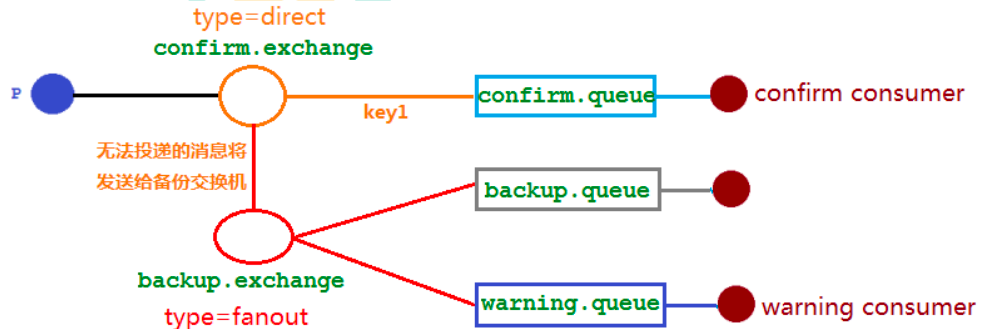 type=direct
confirm.exchange
P
confirm.queue
confirm consumer
key1
无法投递的消息将
发送给备份交换机
backup.queue
backup.exchange
type=fanout
warning.queue
warning consumer